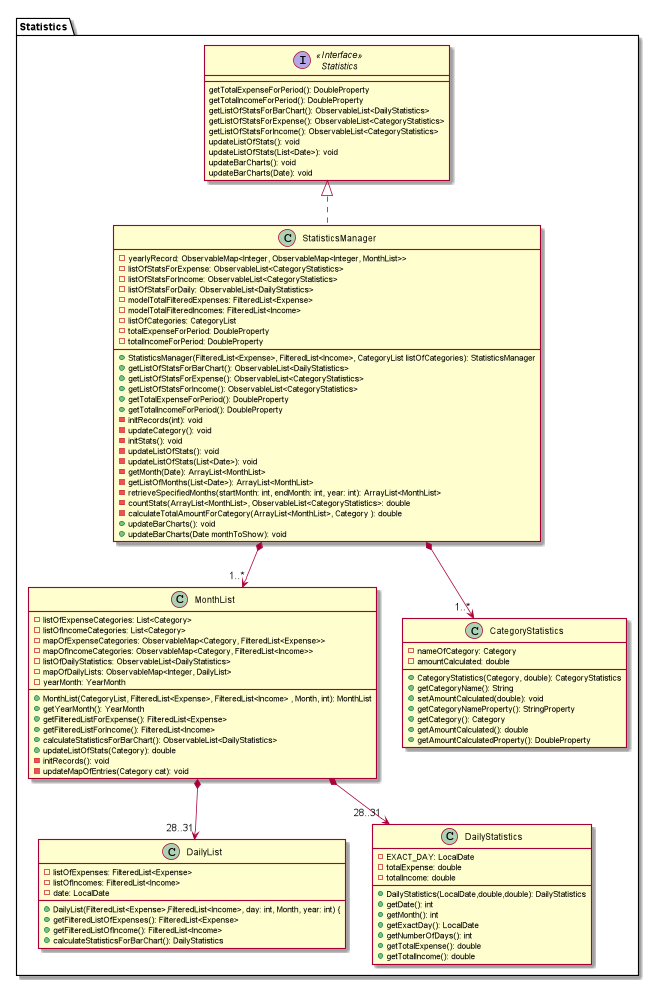 Statistics
I
«Interface»
Statistics
getTotalExpenseForPeriod(): DoubleProperty
getTotalIncomeForPeriod(): DoubleProperty
getListOfStatsForBarChart(): ObservableList<DailyStatistics>
getListOfStatsForExpense(): ObservableList<CategoryStatistics>
getListOfStatsForIncome(): ObservableList<CategoryStatistics>
updateListOfStats(): void
updateListOfStats(List<Date>): void
updateBarCharts(): void
updateBarCharts(Date): void
C StatisticsManager
yearlyRecord: ObservableMap<Integer, ObservableMap<Integer, MonthList>>
listOfStatsForExpense: ObservableList<CategoryStatistics>
listOfStatsForIncome: ObservableList<CategoryStatistics>
listOfStatsForDaily: ObservableList<DailyStatistics>
modelTotalFilteredExpenses: FilteredList<Expense>
modelTotalFilteredIncomes: FilteredList<Income>
listOfCategories: CategoryList
totalExpenseForPeriod: DoubleProperty
totalIncomeForPeriod: DoubleProperty
StatisticsManager(FilteredList<Expense>, FilteredList<Income>, CategoryList listOfCategories): StatisticsManager
getListOfStatsForBarChart(): ObservableList<DailyStatistics>
getListOfStatsForExpense(): ObservableList<CategoryStatistics>
getListOfStatsForIncome(): ObservableList<CategoryStatistics>
getTotalExpenseForPeriod(): DoubleProperty
getTotalIncomeForPeriod(): DoubleProperty
initRecords(int): void
updateCategory(): void
initStats(): void
updateListOfStats(): void
updateListOfStats(List<Date>): void
getMonth(Date): ArrayList<MonthList>
getListOfMonths(List<Date>): ArrayList<MonthList>
retrieveSpecifiedMonths(startMonth: int, endMonth: int, year: int): ArrayList<MonthList>
countStats(ArrayList<MonthList>, ObservableList<CategoryStatistics>: double
calculateTotalAmountForCategory(ArrayList<MonthList>, Category ): double
updateBarCharts(): void
updateBarCharts(Date monthToShow): void
1..*
1..*
C MonthList
listOfExpenseCategories: List<Category>
listOfIncomeCategories: List<Category>
mapOfExpenseCategories: ObservableMap<Category, FilteredList<Expense>>
mapOfIncomeCategories: ObservableMap<Category, FilteredList<Income>>
listOfDailyStatistics: ObservableList<DailyStatistics>
mapOfDailyLists: ObservableMap<Integer, DailyList>
yearMonth: YearMonth
MonthList(CategoryList, FilteredList<Expense>, FilteredList<Income> , Month, int): MonthList
getYearMonth(): YearMonth
getFilteredListForExpense(): FilteredList<Expense>
getFilteredListForIncome(): FilteredList<Income>
calculateStatisticsForBarChart(): ObservableList<DailyStatistics>
updateListOfStats(Category): double
initRecords(): void
updateMapOfEntries(Category cat): void
C CategoryStatistics
nameOfCategory: Category
amountCalculated: double
CategoryStatistics(Category, double): CategoryStatistics
getCategoryName(): String
setAmountCalculated(double): void
getCategoryNameProperty(): StringProperty
getCategory(): Category
getAmountCalculated(): double
getAmountCalculatedProperty(): DoubleProperty
28..31
28..31
C DailyList
listOfExpenses: FilteredList<Expense>
listOfIncomes: FilteredList<Income>
date: LocalDate
DailyList(FilteredList<Expense>,FilteredList<Income>, day: int, Month, year: int) {
getFilteredListOfExpenses(): FilteredList<Expense>
getFilteredListOfIncome(): FilteredList<Income>
calculateStatisticsForBarChart(): DailyStatistics
C DailyStatistics
EXACT_DAY: LocalDate
totalExpense: double
totalIncome: double
DailyStatistics(LocalDate,double,double): DailyStatistics
getDate(): int
getMonth(): int
getExactDay(): LocalDate
getNumberOfDays(): int
getTotalExpense(): double
getTotalIncome(): double